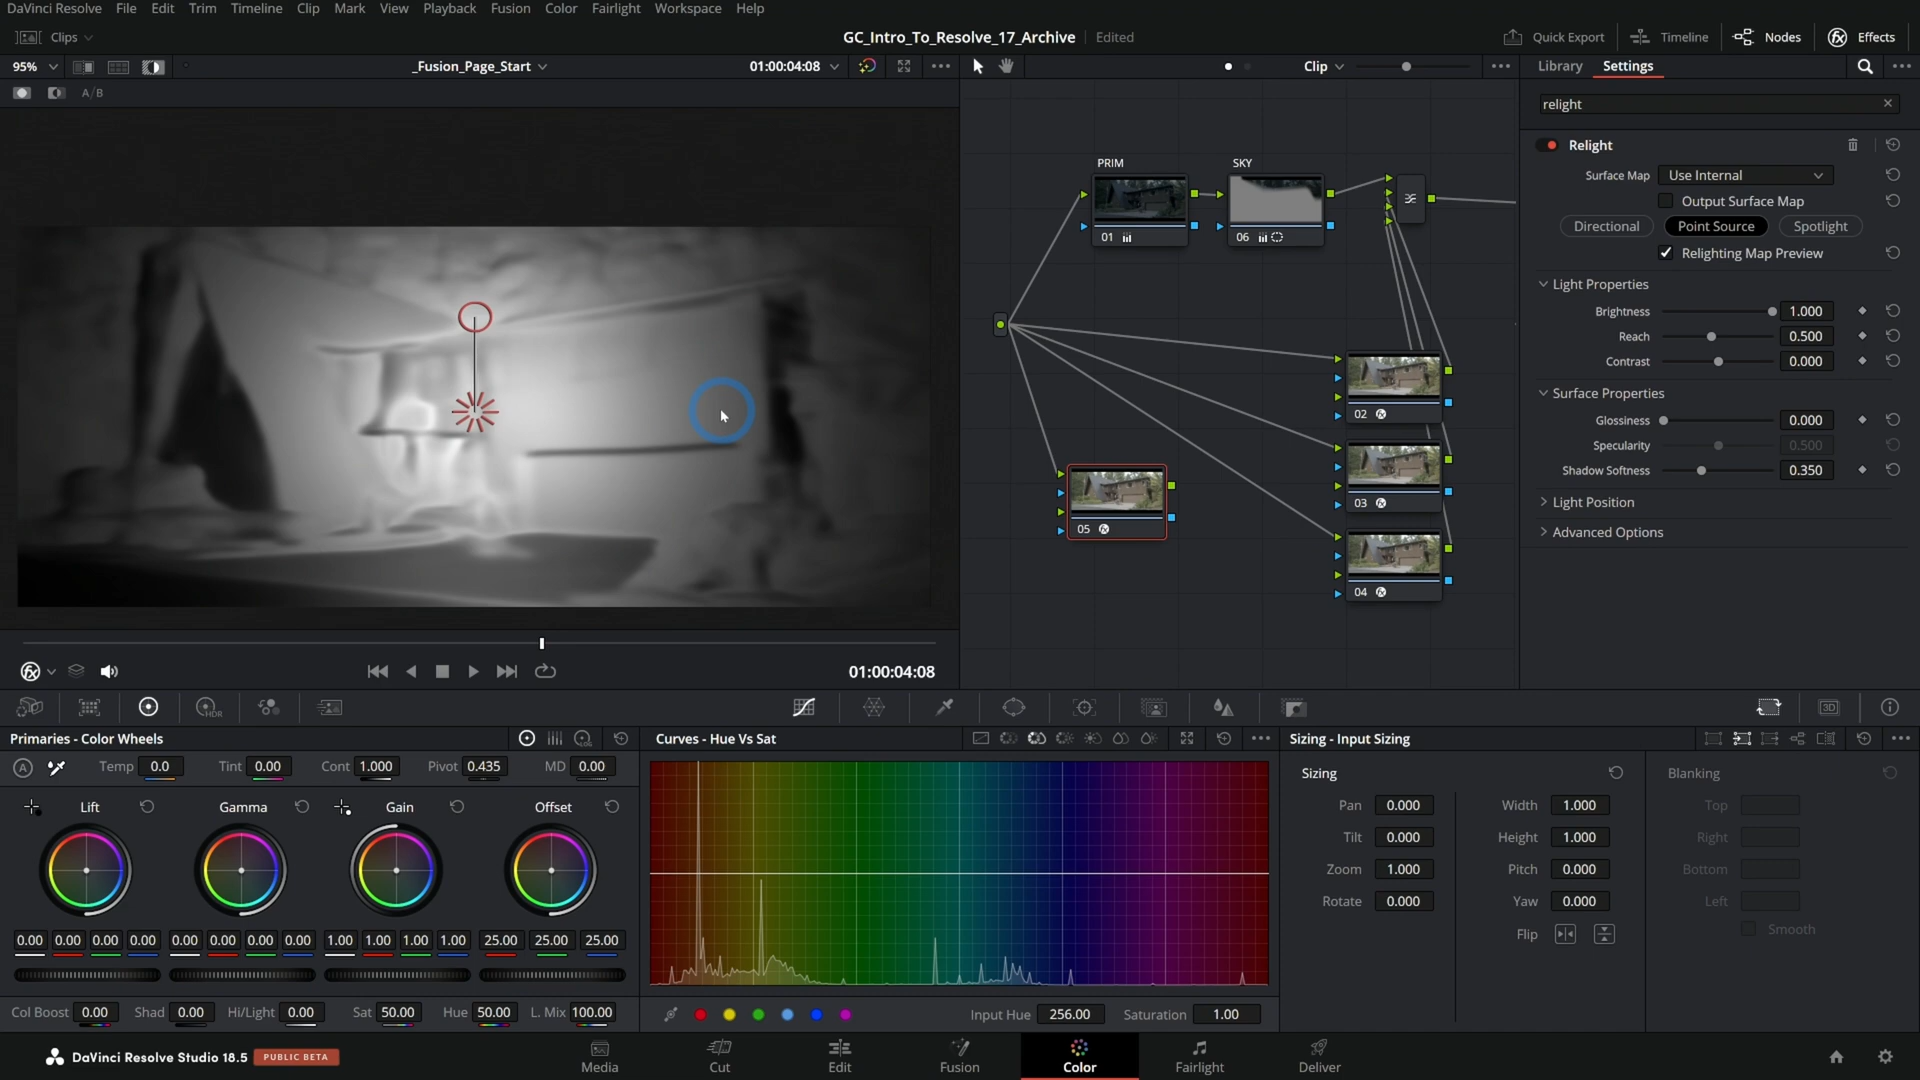 DaVinci Resolve File Edit Trim Timeline Clip Mark View Playback Fusion Color Fairlight Workspace Help
Clips GC_Intro_To_Resolve_17_Archive Edited Quick Export Timeline Nodes Effects
95% _Fusion_Page_Start 01:00:04:08 Clip Library Settings
A/B
relight
Relight
Surface Map Use Internal
Output Surface Map
Directional Point Source Spotlight
Relighting Map Preview
Light Properties
Brightness 1.000
Reach 0.500
Contrast 0.000
Surface Properties
Glossiness 0.000
Specularity 0.500
Shadow Softness 0.350
Light Position
Advanced Options
PRIM SKY
01 06
02
03
05
04
01:00:04:08
HDR
3D
Primaries - Color Wheels
A Temp 0.0 Tint 0.00 Cont 1.000 Pivot 0.435 MD 0.00
Lift Gamma Gain Offset
0.00 0.00 0.00 0.00 0.00 0.00 0.00 0.00 1.00 1.00 1.00 1.00 25.00 25.00 25.00
Col Boost 0.00 Shad 0.00 Hi/Light 0.00 Sat 50.00 Hue 50.00 L. Mix 100.00
Curves - Hue Vs Sat
Input Hue 256.00 Saturation 1.00
Sizing - Input Sizing
Sizing Blanking
Pan 0.000 Width 1.000 Top
Tilt 0.000 Height 1.000 Right
Zoom 1.000 Pitch 0.000 Bottom
Rotate 0.000 Yaw 0.000 Left
Flip Smooth
DaVinci Resolve Studio 18.5 PUBLIC BETA
Media Cut Edit Fusion Color Fairlight Deliver